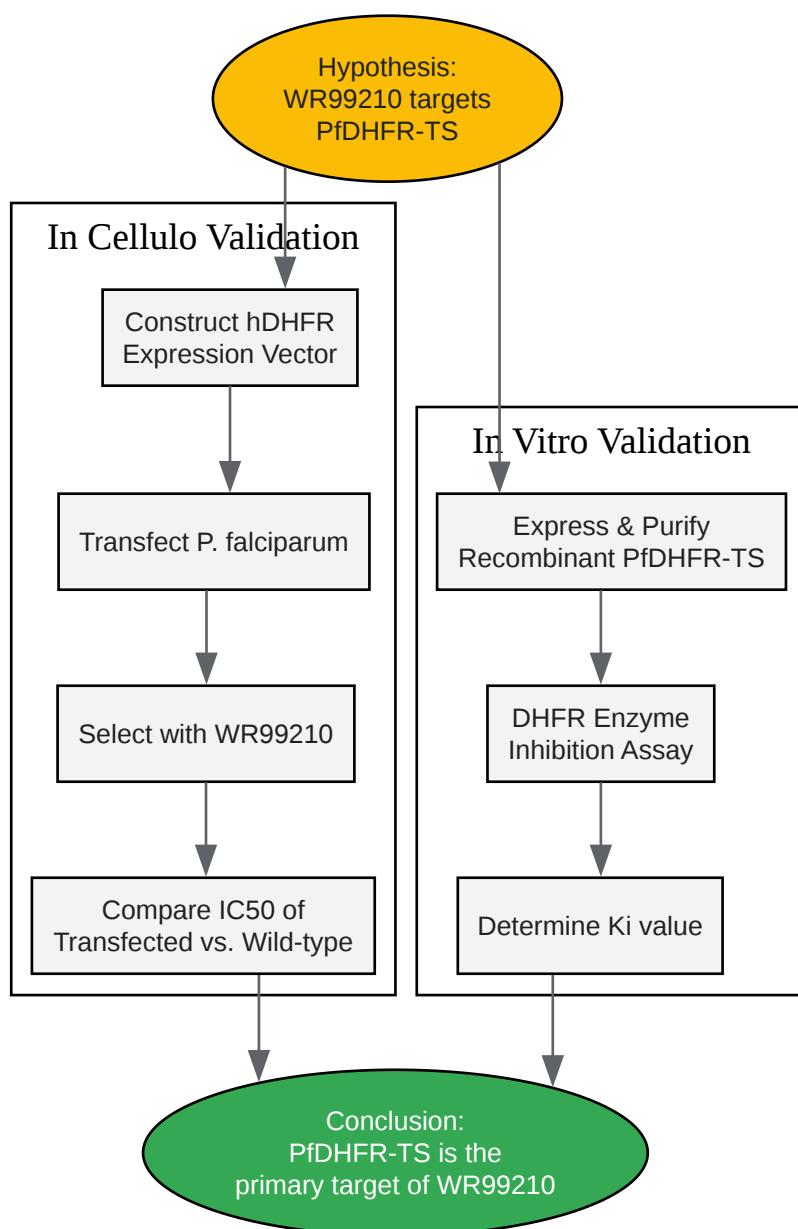 Hypothesis:
WR99210 targets
PfDHFR-TS
In Cellulo Validation
Construct hDHFR
Expression Vector
Transfect P. falciparum
Select with WR99210
Compare IC50 of
Transfected vs. Wild-type
In Vitro Validation
Express & Purify
Recombinant PfDHFR-TS
DHFR Enzyme
Inhibition Assay
Determine Ki value
Conclusion:
PfDHFR-TS is the
primary target of WR99210